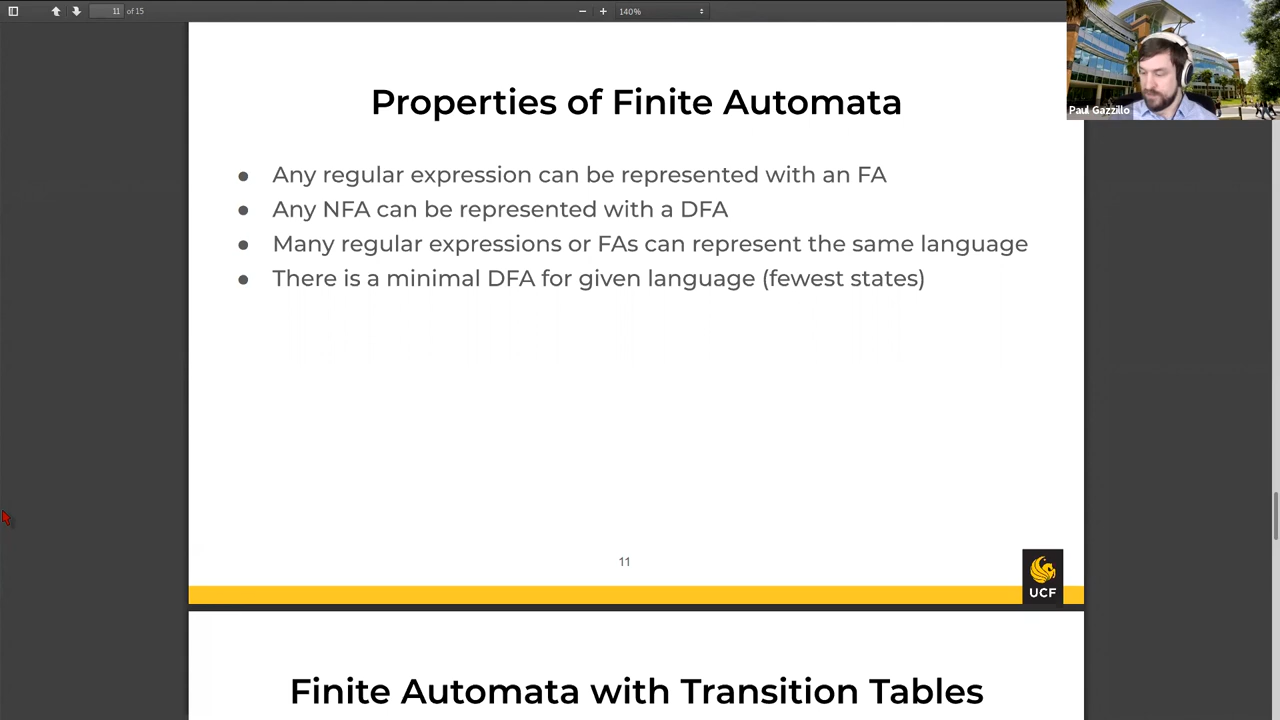 11 of 15
140%
Paul Gazzillo
Properties of Finite Automata
● Any regular expression can be represented with an FA
● Any NFA can be represented with a DFA
● Many regular expressions or FAs can represent the same language
● There is a minimal DFA for given language (fewest states)
11
UCF
Finite Automata with Transition Tables